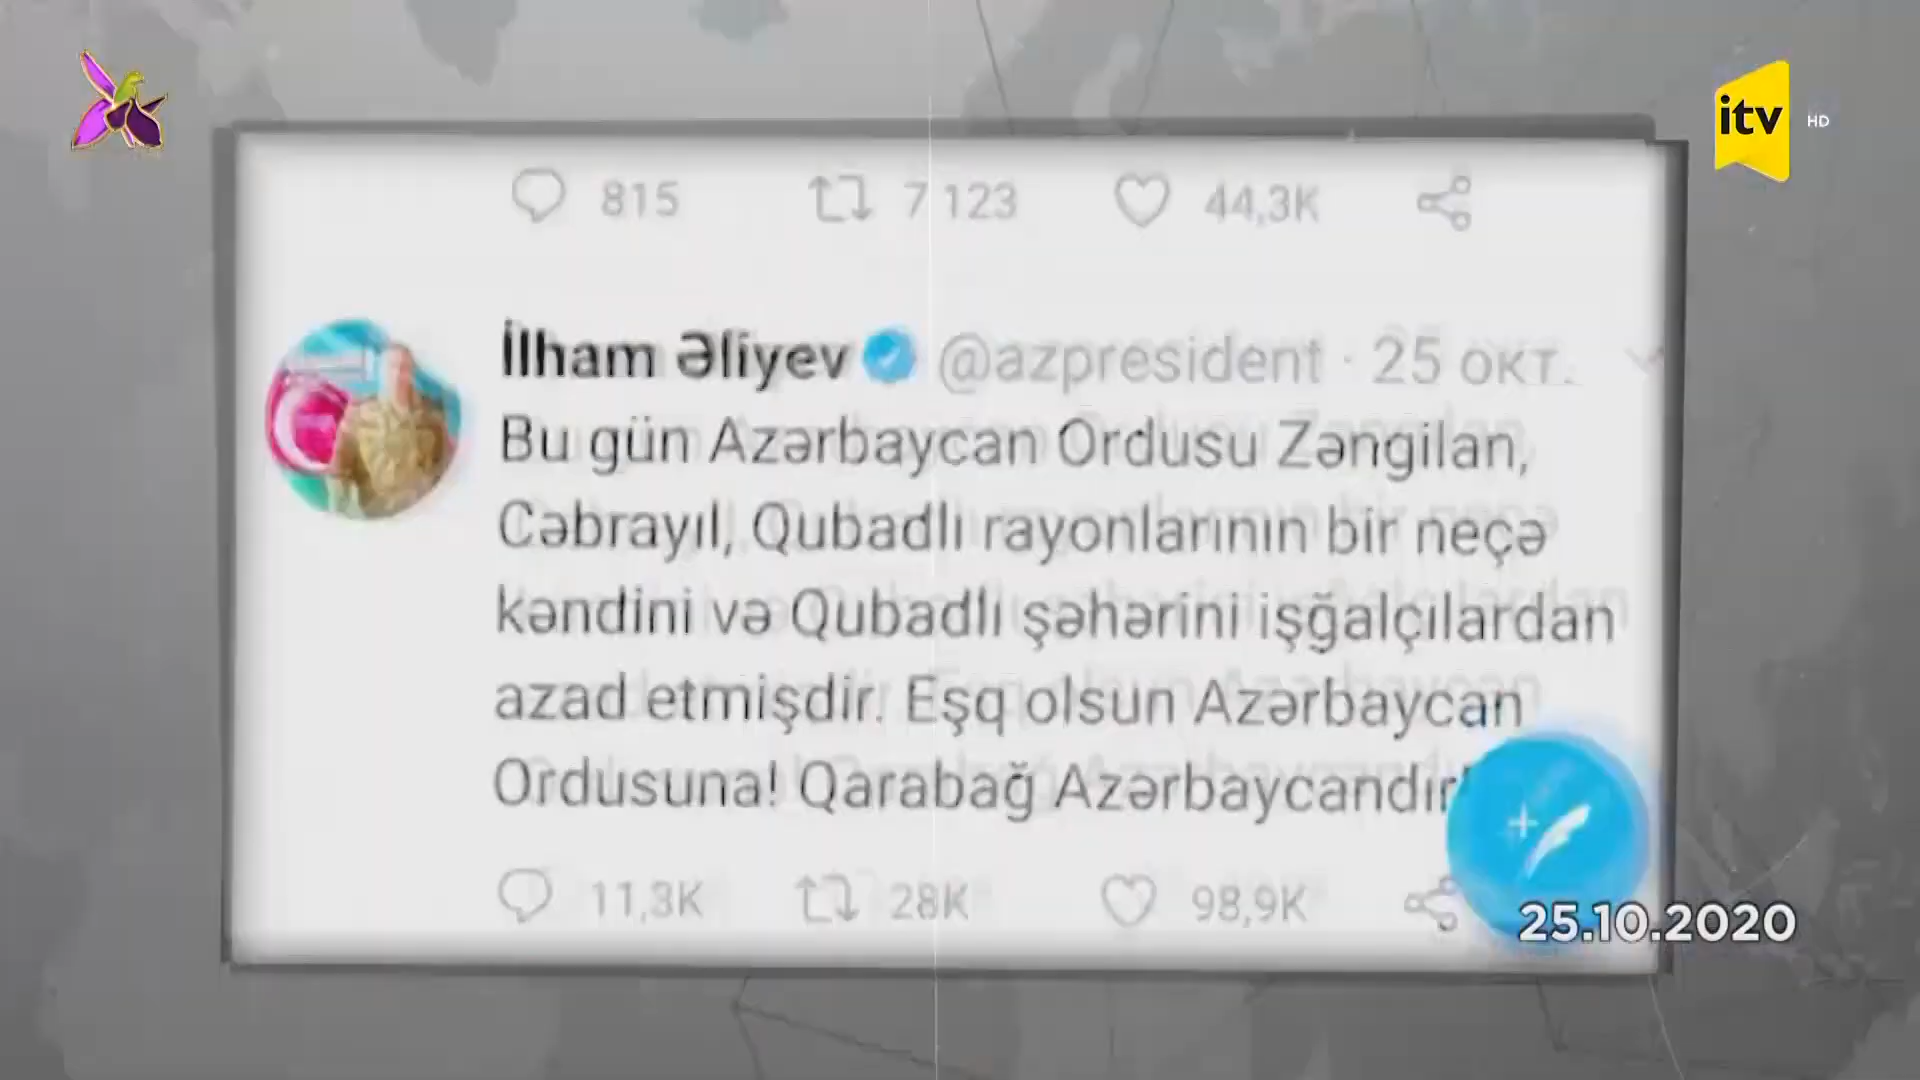 itv HD
815 7 123 44,3K
İlham Əliyev @azpresident · 25 окт.
Bu gün Azərbaycan Ordusu Zəngilan,
Cəbrayıl, Qubadlı rayonlarının bir neçə
kəndini və Qubadlı şəhərini işğalçılardan
azad etmişdir. Eşq olsun Azərbaycan
Ordusuna! Qarabağ Azərbaycandır!
11,3K 28K 98,9K
25.10.2020